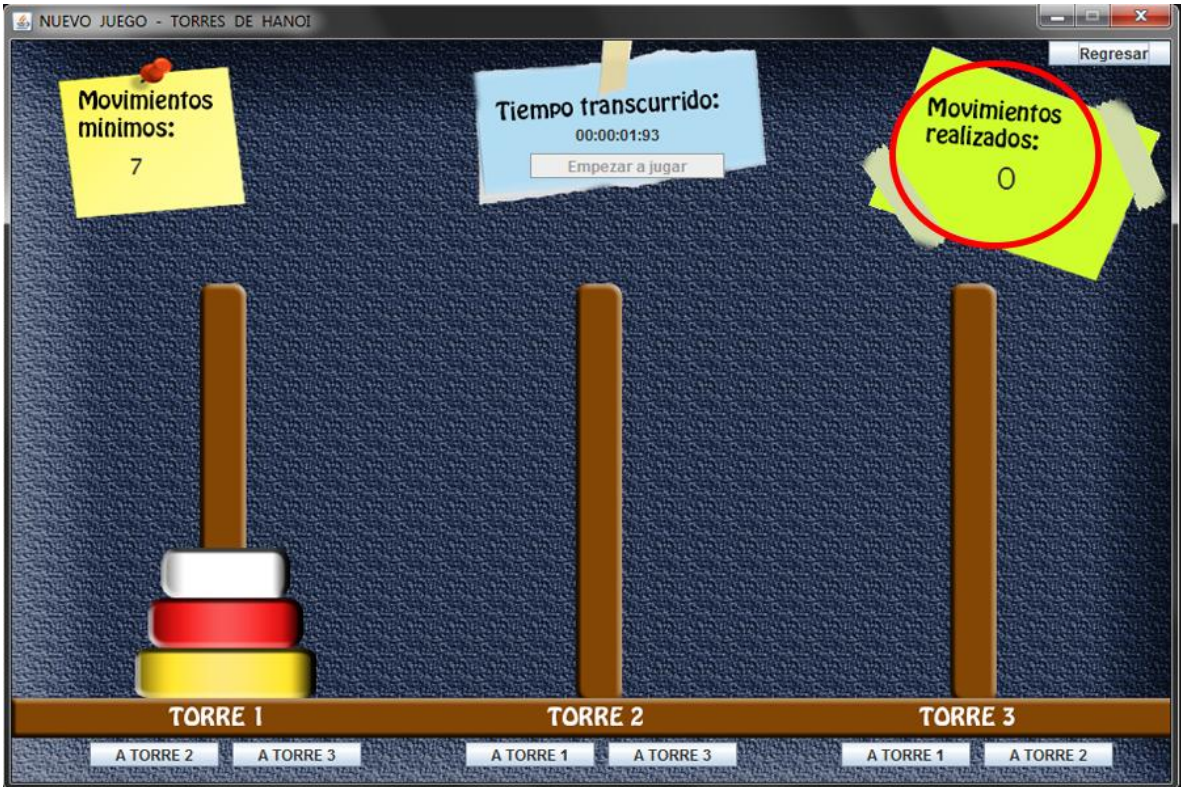 NUEVO JUEGO - TORRES DE HANOI
Regresar
Movimientos
minimos:
7
Tiempo transcurrido:
00:00:01:93
Empezar a jugar
Movimientos
realizados:
0
TORRE 1
TORRE 2
TORRE 3
A TORRE 2
A TORRE 3
A TORRE 1
A TORRE 3
A TORRE 1
A TORRE 2